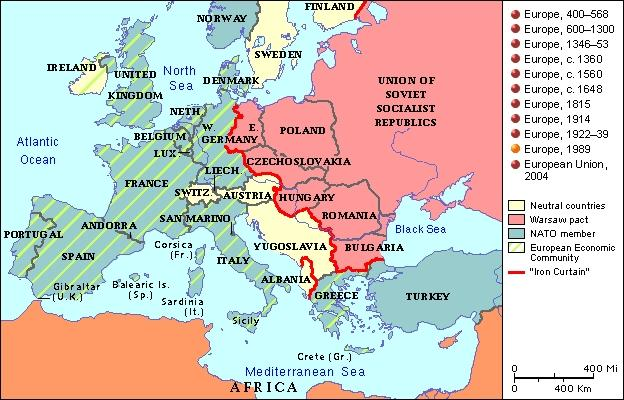 NORWAY
FINLAND
SWEDEN
IRELAND
UNITED
KINGDOM
North
Sea
DENMARK
UNION OF
SOVIET
SOCIALIST
REPUBLICS
NETH
BELGIUM
LUX
W.
E.
GERMANY
POLAND
CZECHOSLOVAKIA
Atlantic
Ocean
FRANCE
LIECH.
SWITZ.
AUSTRIA
HUNGARY
ROMANIA
SAN MARINO
ANDORRA
PORTUGAL
SPAIN
Corsica
(Fr.)
ITALY
YUGOSLAVIA
BULGARIA
Black Sea
ALBANIA
GREECE
TURKEY
Gibraltar
(U.K.)
Balearic Is.
(Sp.)
Sardinia
(It.)
Sicily
Crete (Gr.)
Mediterranean Sea
AFRICA
Europe, 400–568
Europe, 600–1300
Europe, 1346–53
Europe, c. 1360
Europe, c. 1560
Europe, c. 1648
Europe, 1815
Europe, 1914
Europe, 1922–39
Europe, 1989
European Union,
2004
Neutral countries
Warsaw pact
NATO member
European Economic
Community
"Iron Curtain"
0 400 Mi
0 400 Km